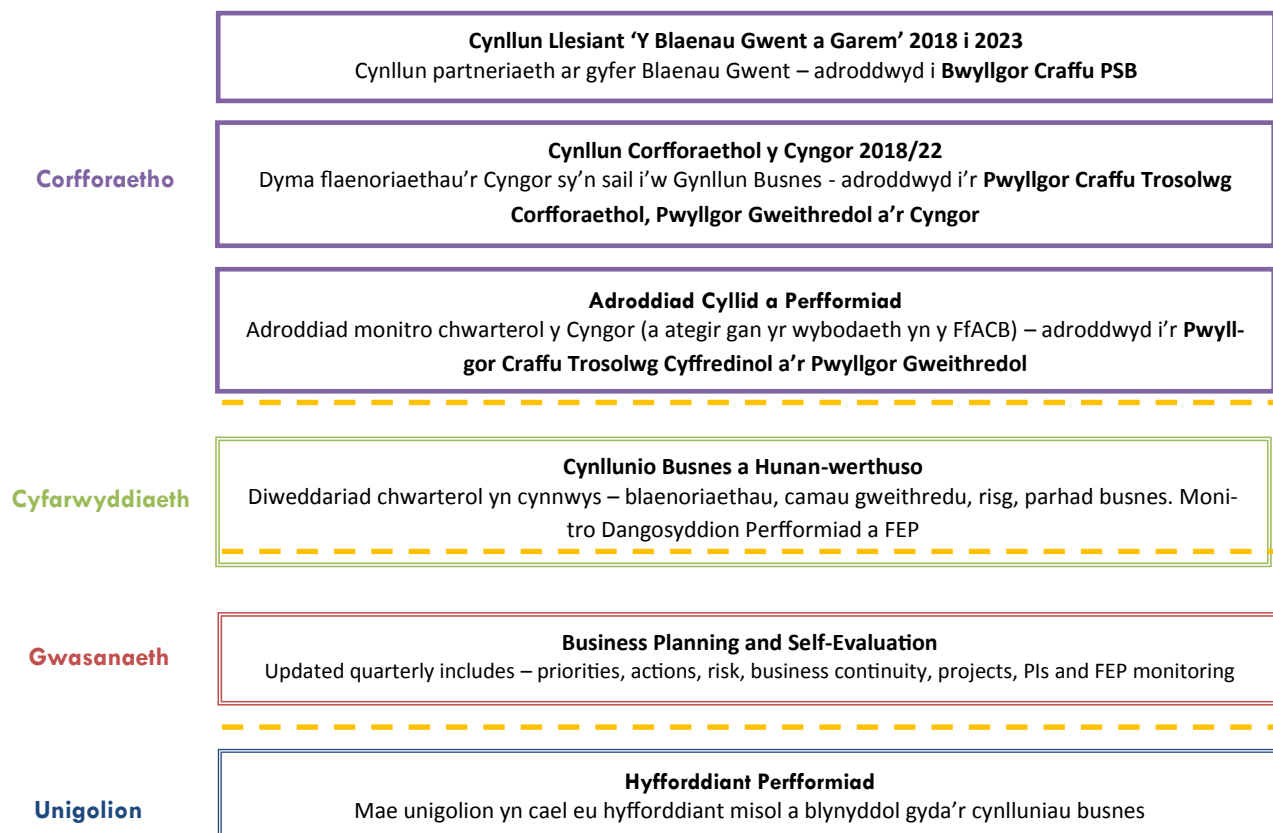 Cynllun Llesiant ‘Y Blaenau Gwent a Garem’ 2018 i 2023
Cynllun partneriaeth ar gyfer Blaenau Gwent – adroddwyd i Bwyllgor Craffu PSB
Corfforaetho
Cynllun Corfforaethol y Cyngor 2018/22
Dyma flaenoriaethau’r Cyngor sy’n sail i’w Gynllun Busnes - adroddwyd i’r Pwyllgor Craffu Trosolwg
Corfforaethol, Pwyllgor Gweithredol a’r Cyngor
Adroddiad Cyllid a Perfformiad
Adroddiad monitro chwarterol y Cyngor (a ategir gan yr wybodaeth yn y FfACB) – adroddwyd i’r Pwyll-
gor Craffu Trosolwg Cyffredinol a’r Pwyllgor Gweithredol
Cyfarwyddiaeth
Cynllunio Busnes a Hunan-werthuso
Diweddariad chwarterol yn cynnwys – blaenoriaethau, camau gweithredu, risg, parhad busnes. Moni-
tro Dangosyddion Perfformiad a FEP
Gwasanaeth
Business Planning and Self-Evaluation
Updated quarterly includes – priorities, actions, risk, business continuity, projects, PIs and FEP monitoring
Unigolion
Hyfforddiant Perfformiad
Mae unigolion yn cael eu hyfforddiant misol a blynyddol gyda’r cynlluniau busnes